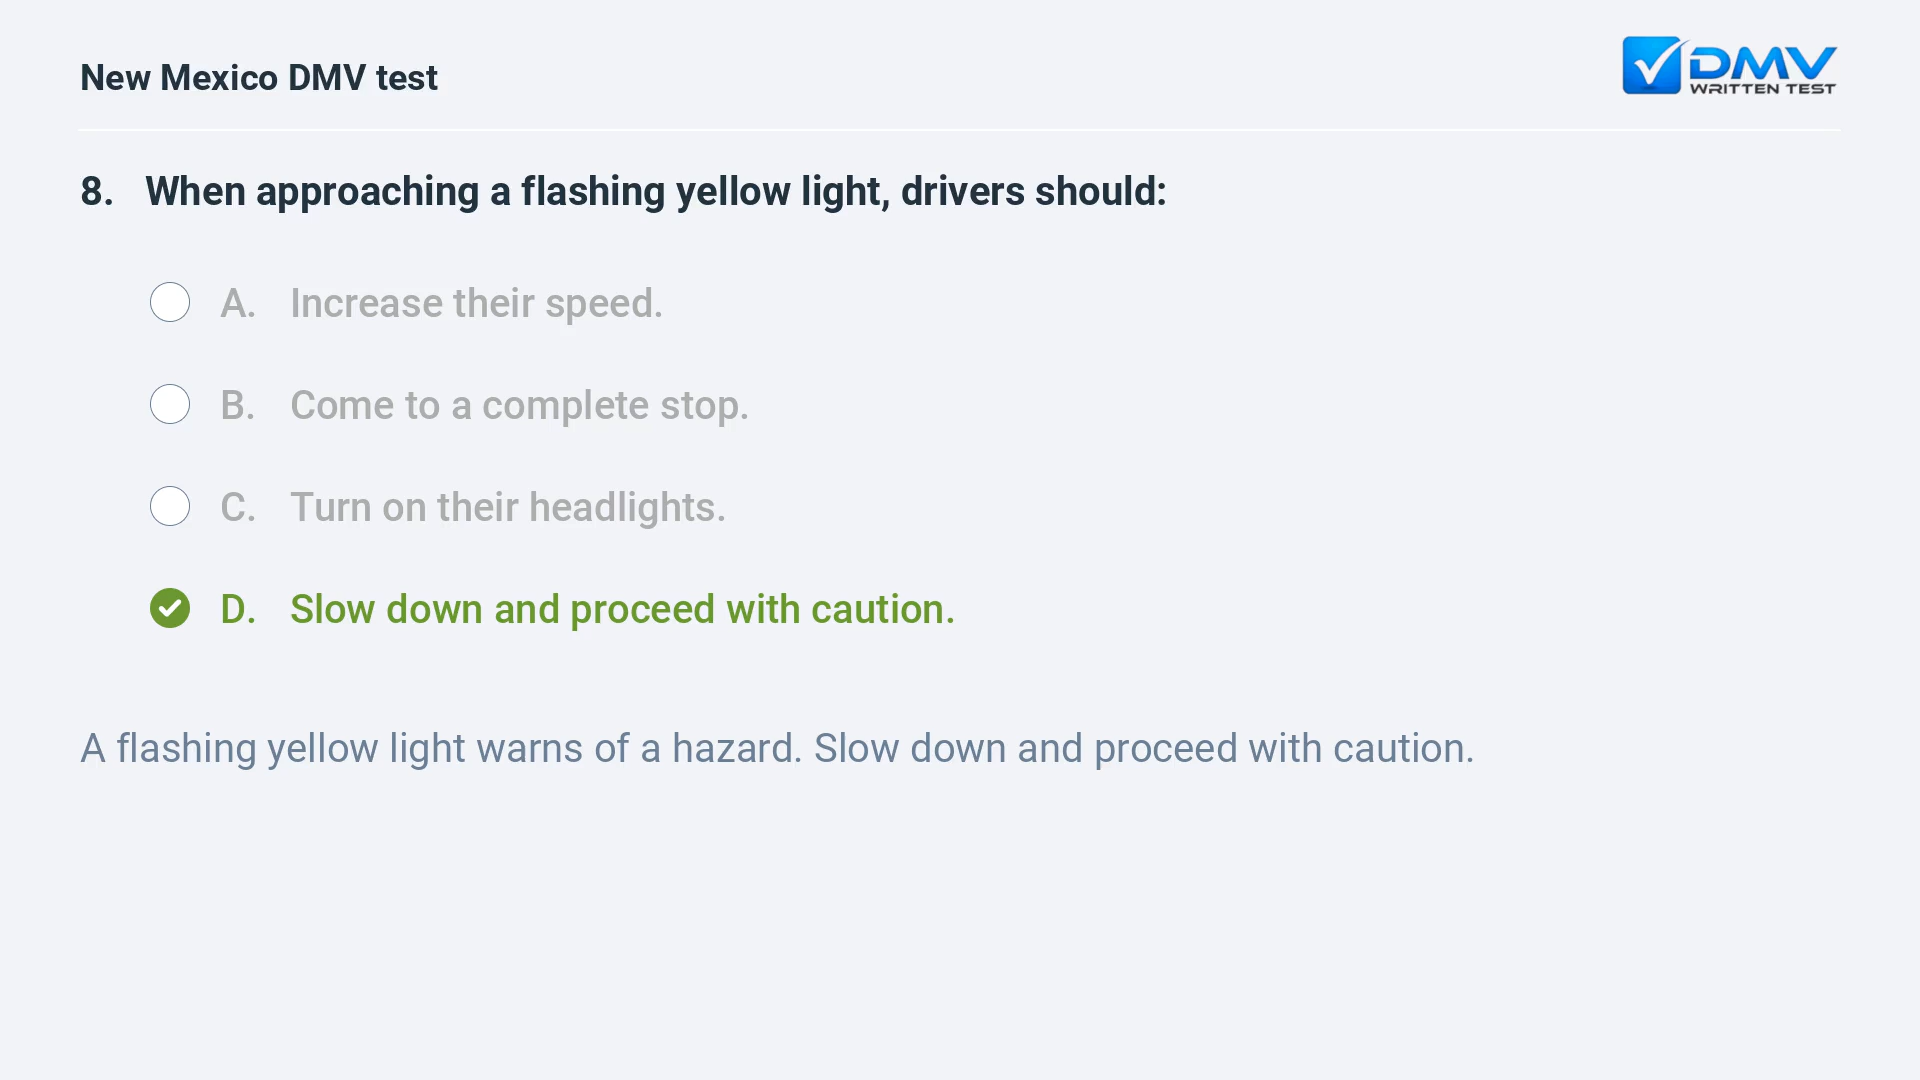 New Mexico DMV test
DMV
WRITTEN TEST
8. When approaching a flashing yellow light, drivers should:
A. Increase their speed.
B. Come to a complete stop.
C. Turn on their headlights.
D. Slow down and proceed with caution.
A flashing yellow light warns of a hazard. Slow down and proceed with caution.